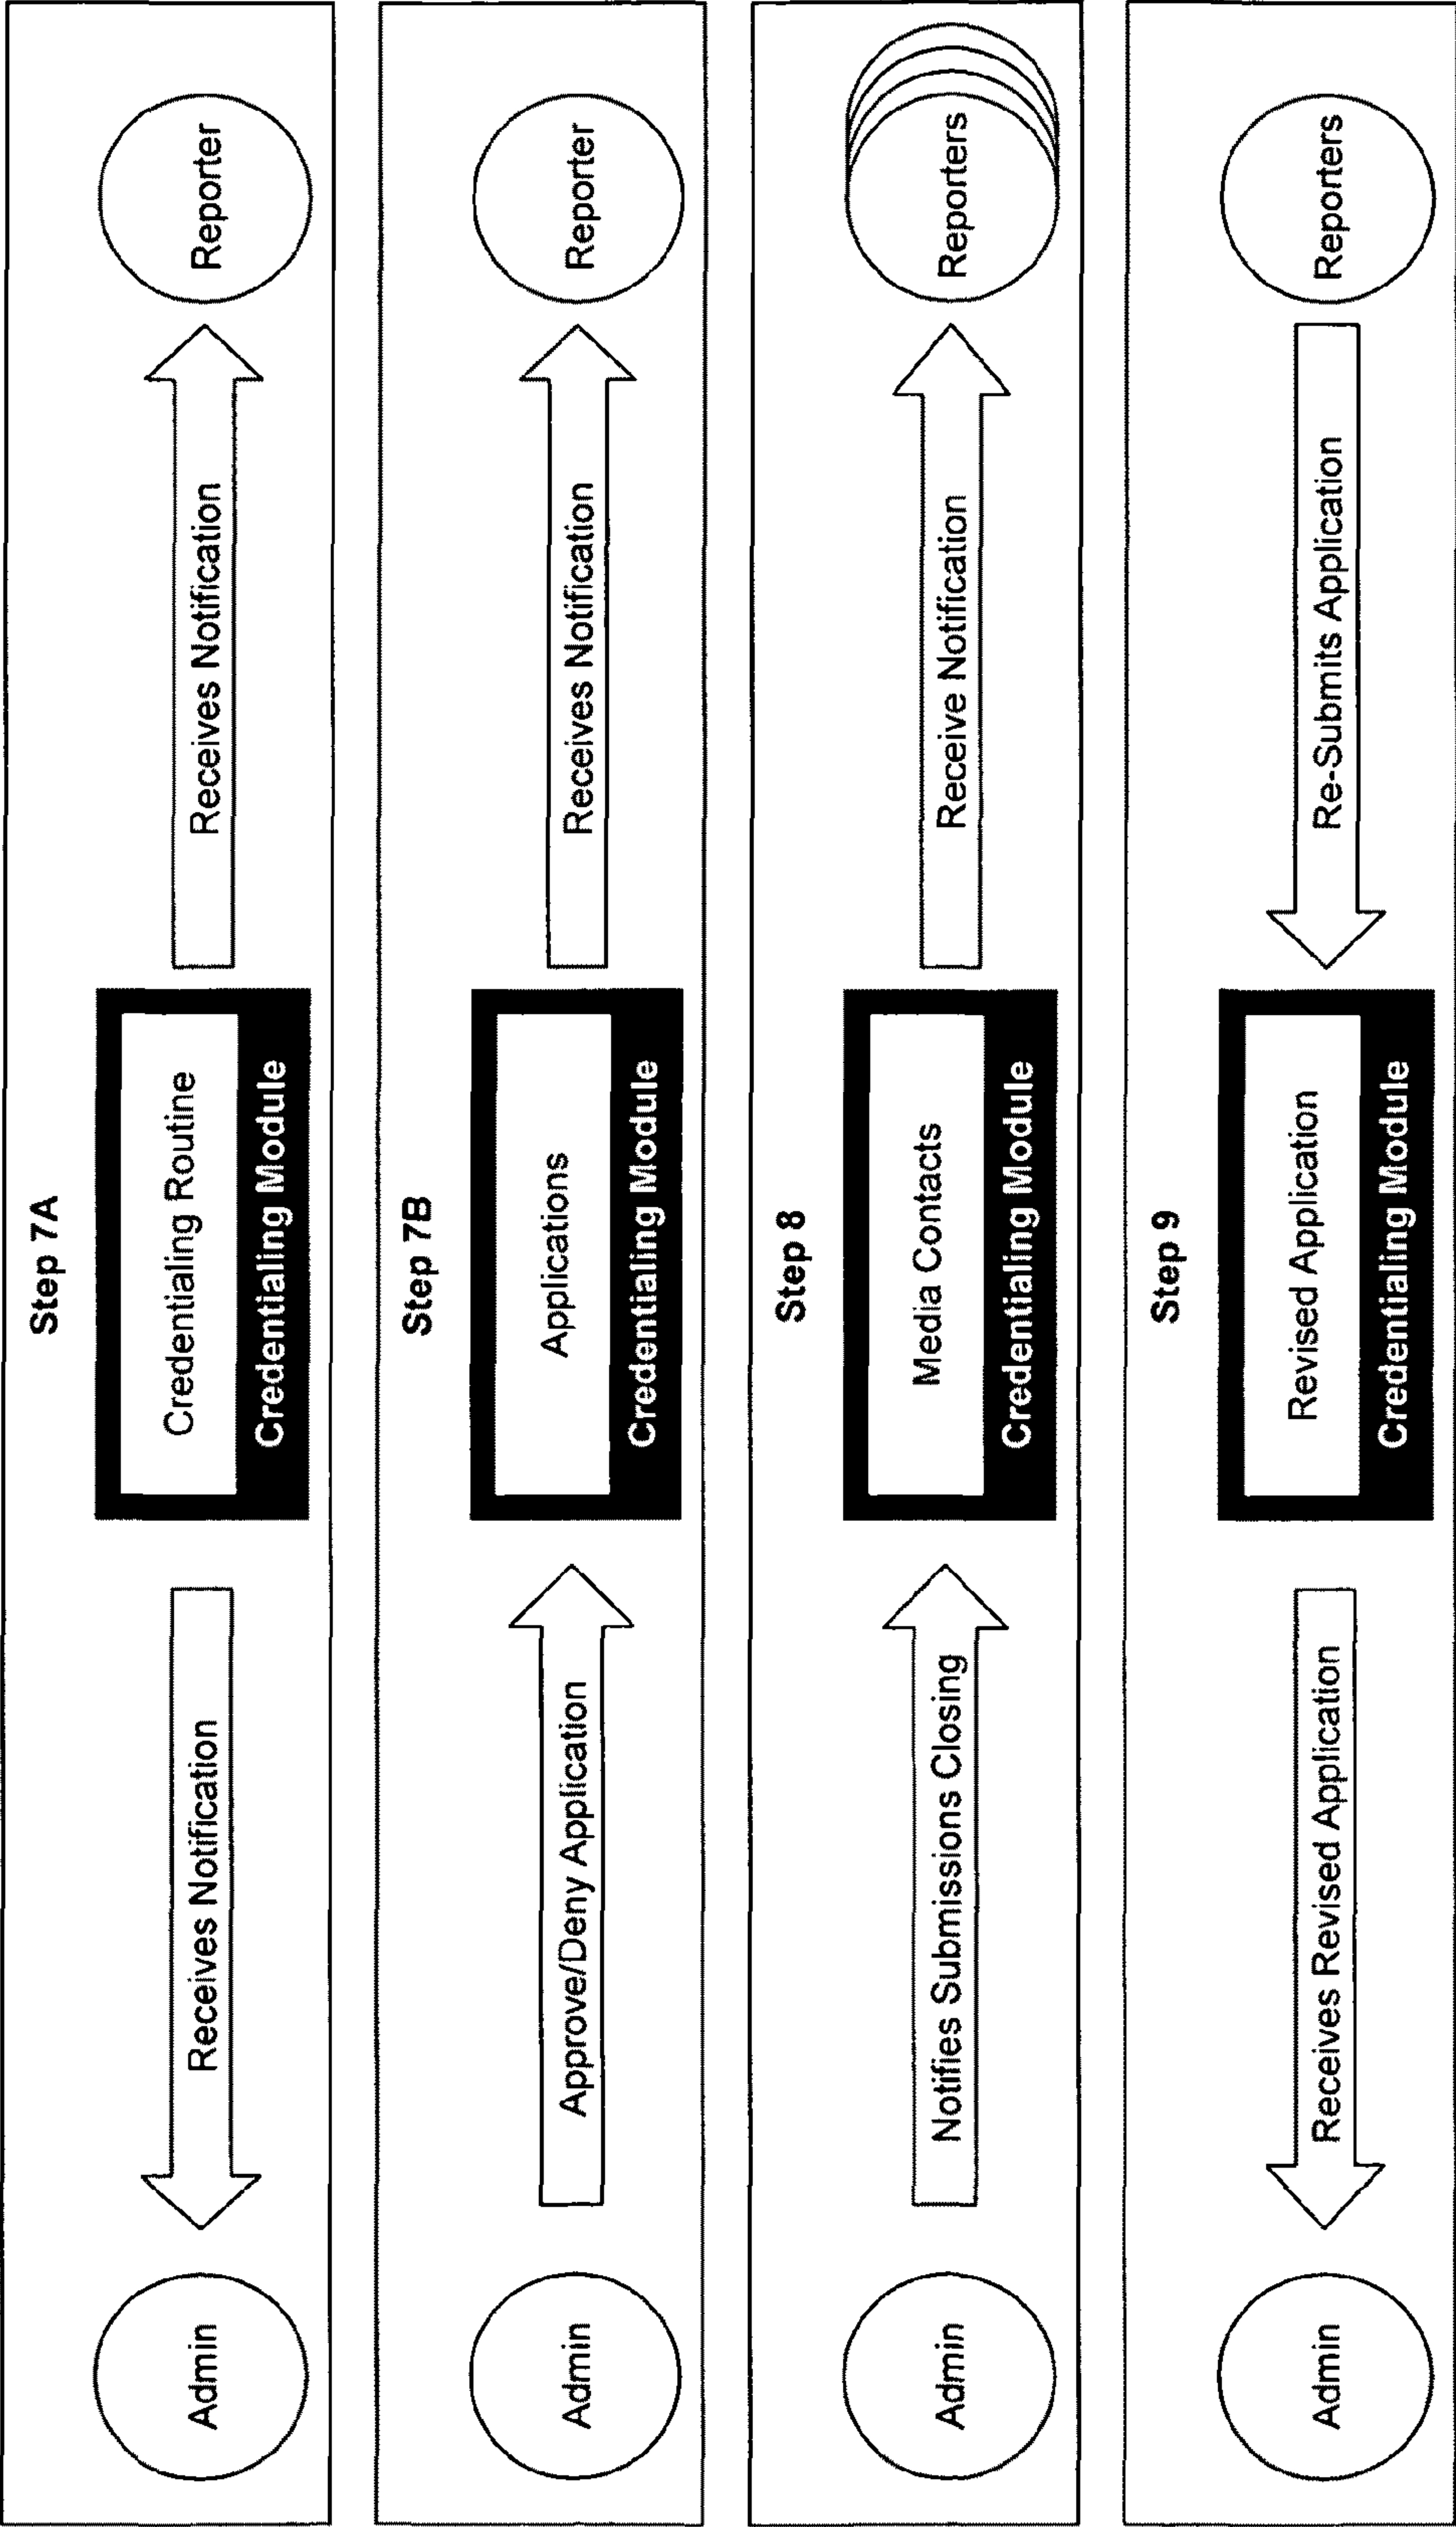 Step 7A
Admin
Receives Notification
Credentialing Routine
Credentialing Module
Receives Notification
Reporter
Step 7B
Admin
Approve/Deny Application
Applications
Credentialing Module
Receives Notification
Reporter
Step 8
Admin
Notifies Submissions Closing
Media Contacts
Credentialing Module
Receive Notification
Reporters
Step 9
Admin
Receives Revised Application
Revised Application
Credentialing Module
Re-Submits Application
Reporters